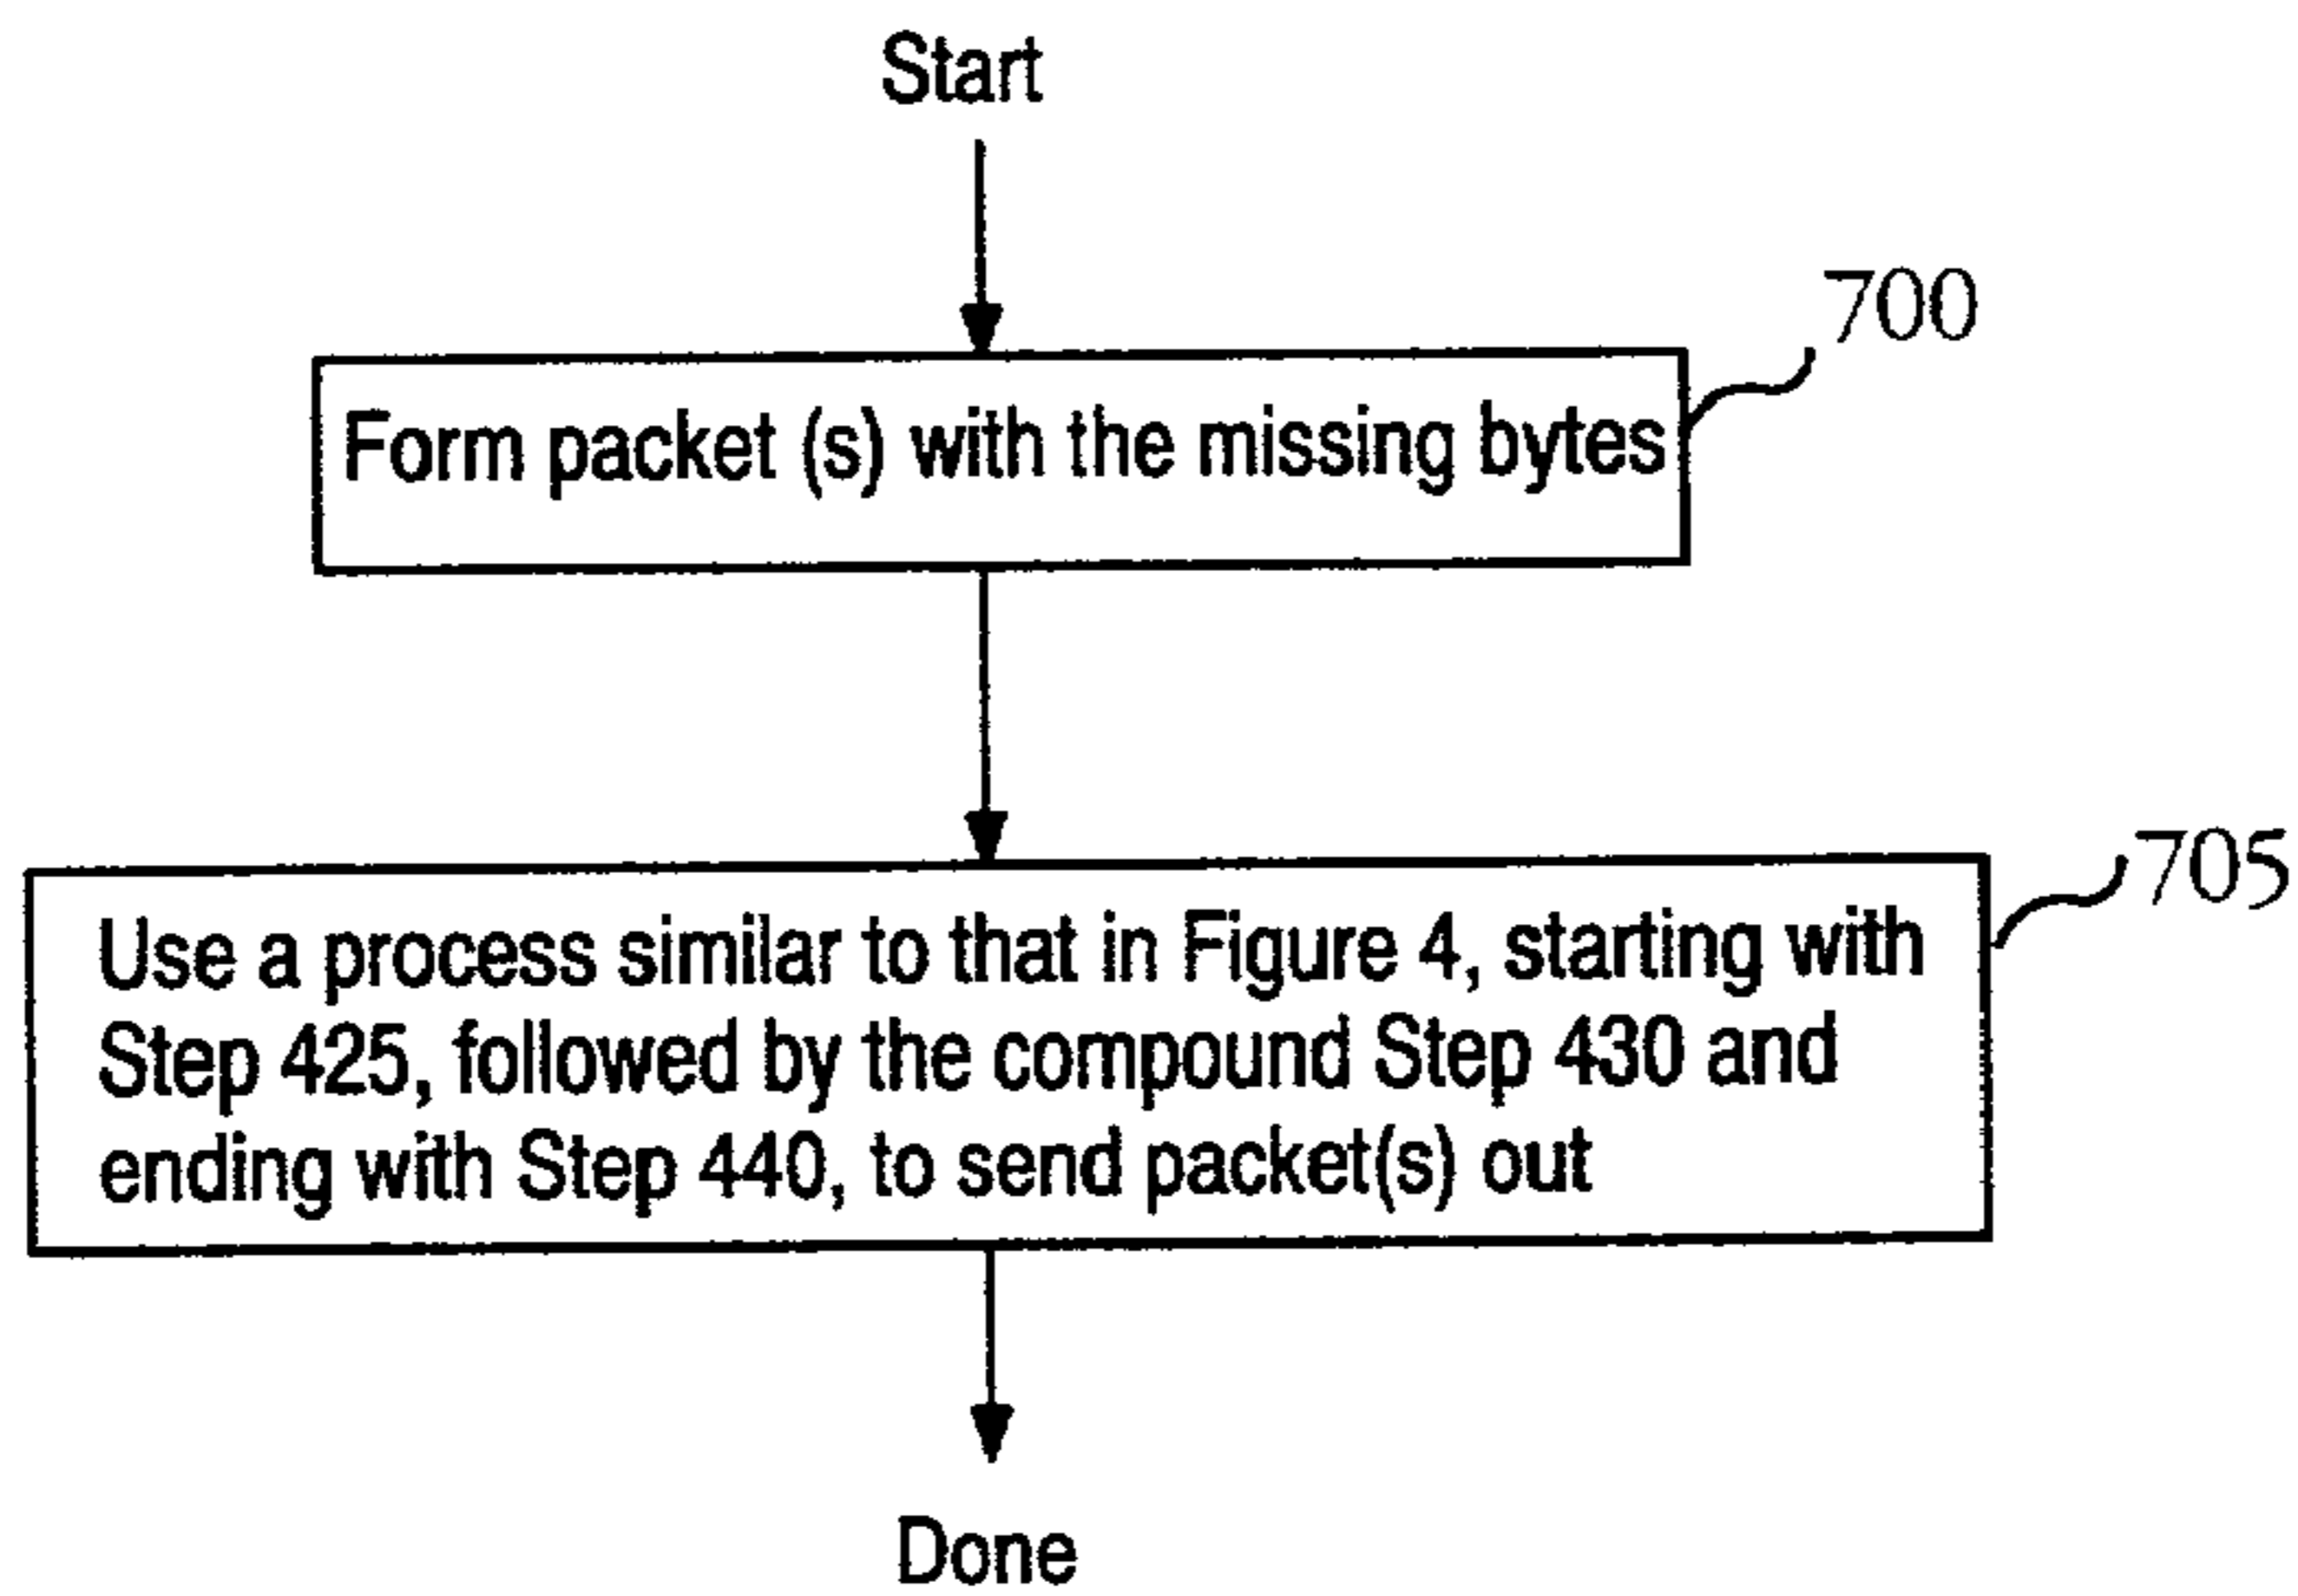 Start
700
Form packet (s) with the missing bytes
705
Use a process similar to that in Figure 4, starting with
Step 425, followed by the compound Step 430 and
ending with Step 440, to send packet(s) out
Done